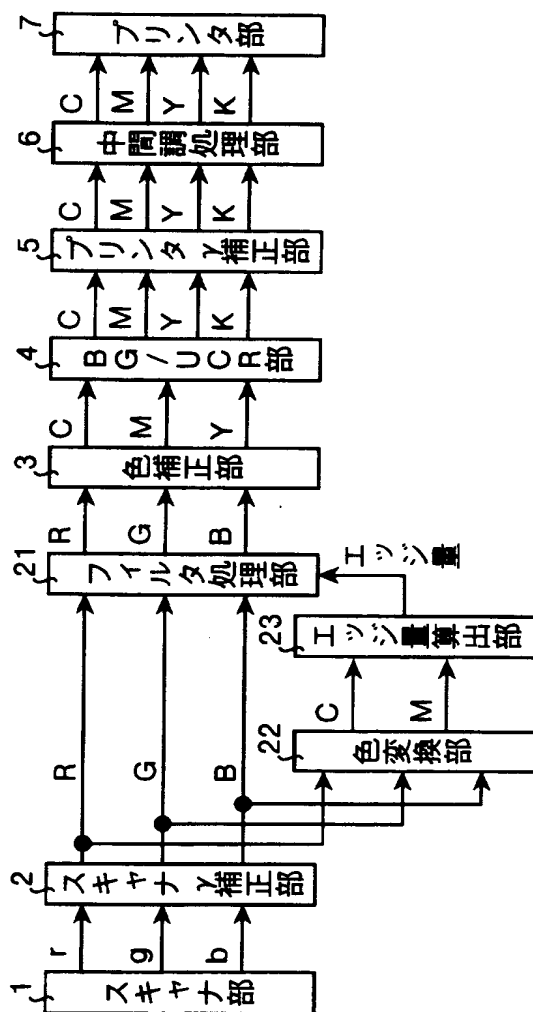 1
スキャナ部
r
g
b
2
スキャナ γ補正部
R
G
B
22
色変換部
C
M
23
エッジ量算出部
エッジ量
21
フィルタ処理部
R
G
B
3
色補正部
C
M
Y
4
BG/UCR部
C
M
Y
K
5
プリンタ γ補正部
C
M
Y
K
6
中間調処理部
C
M
Y
K
7
プリンタ部